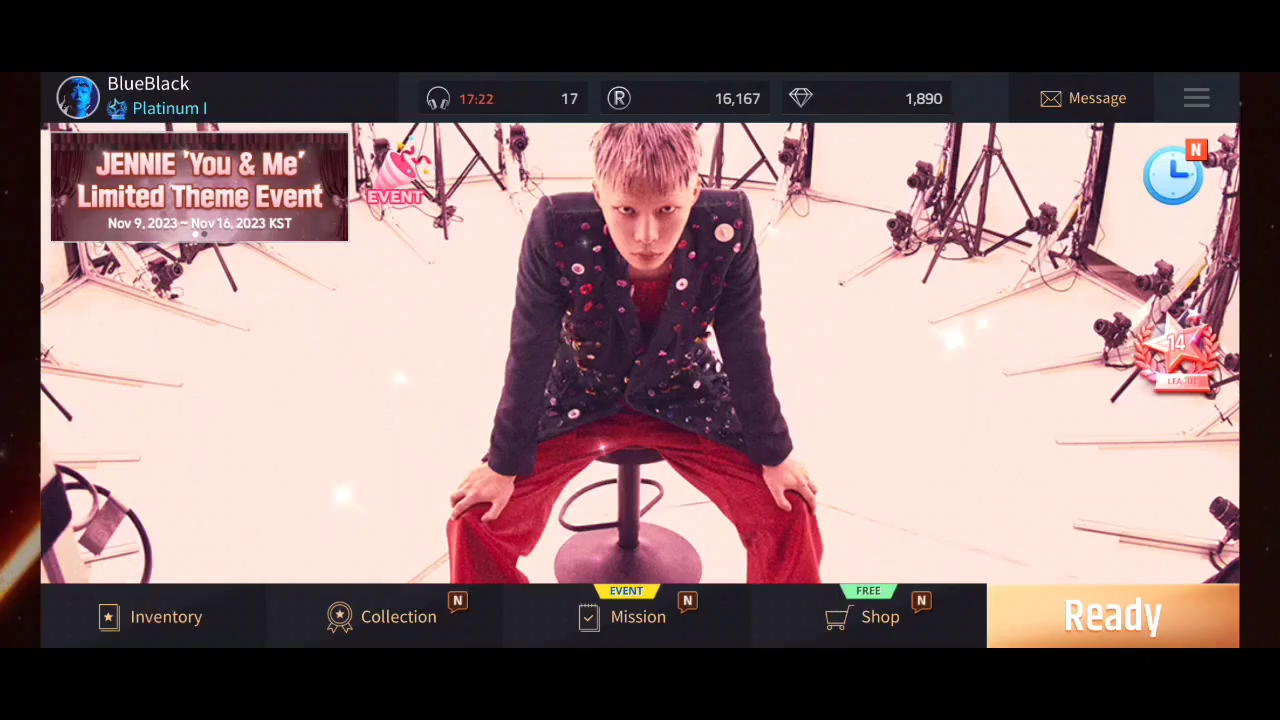 BlueBlack
Platinum I
17:22
17
R
16,167
1,890
Message
JENNIE 'You & Me'
Limited Theme Event
Nov 9, 2023 ~ Nov 16, 2023 KST
EVENT
N
14
LEAGUE
Inventory
Collection
N
EVENT
Mission
N
FREE
Shop
N
Ready